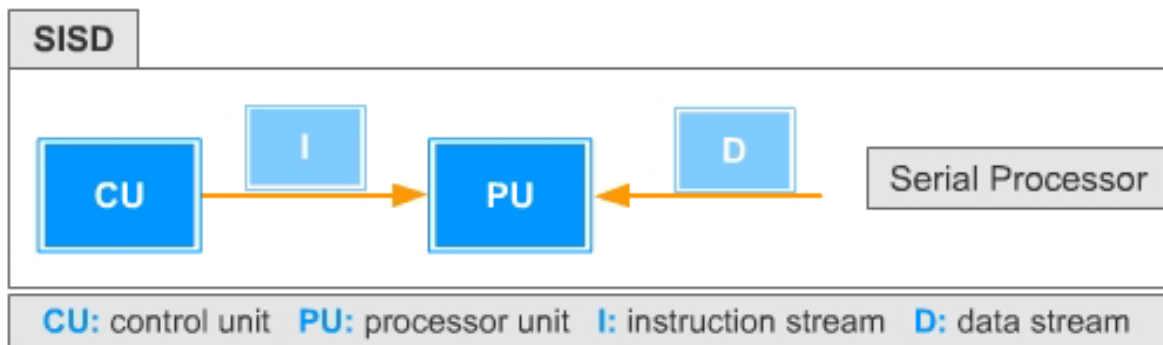 SISD
I
D
CU
PU
Serial Processor
CU: control unit PU: processor unit I: instruction stream D: data stream